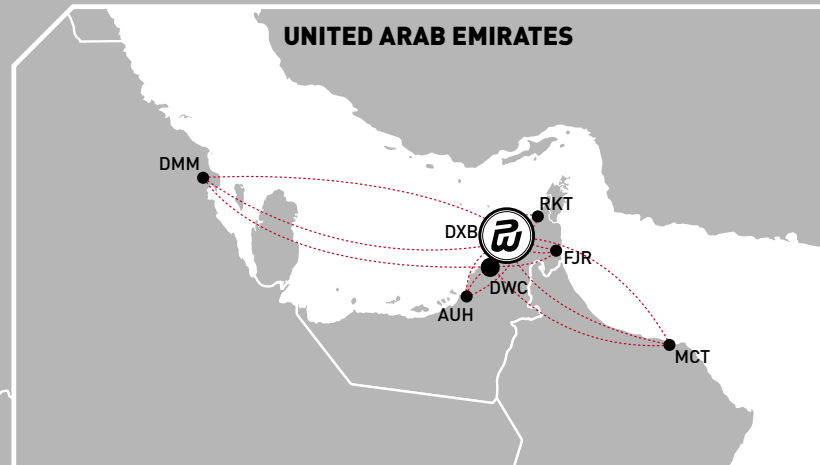 UNITED ARAB EMIRATES
DMM
RKT
DXB
FJR
DWC
AUH
MCT